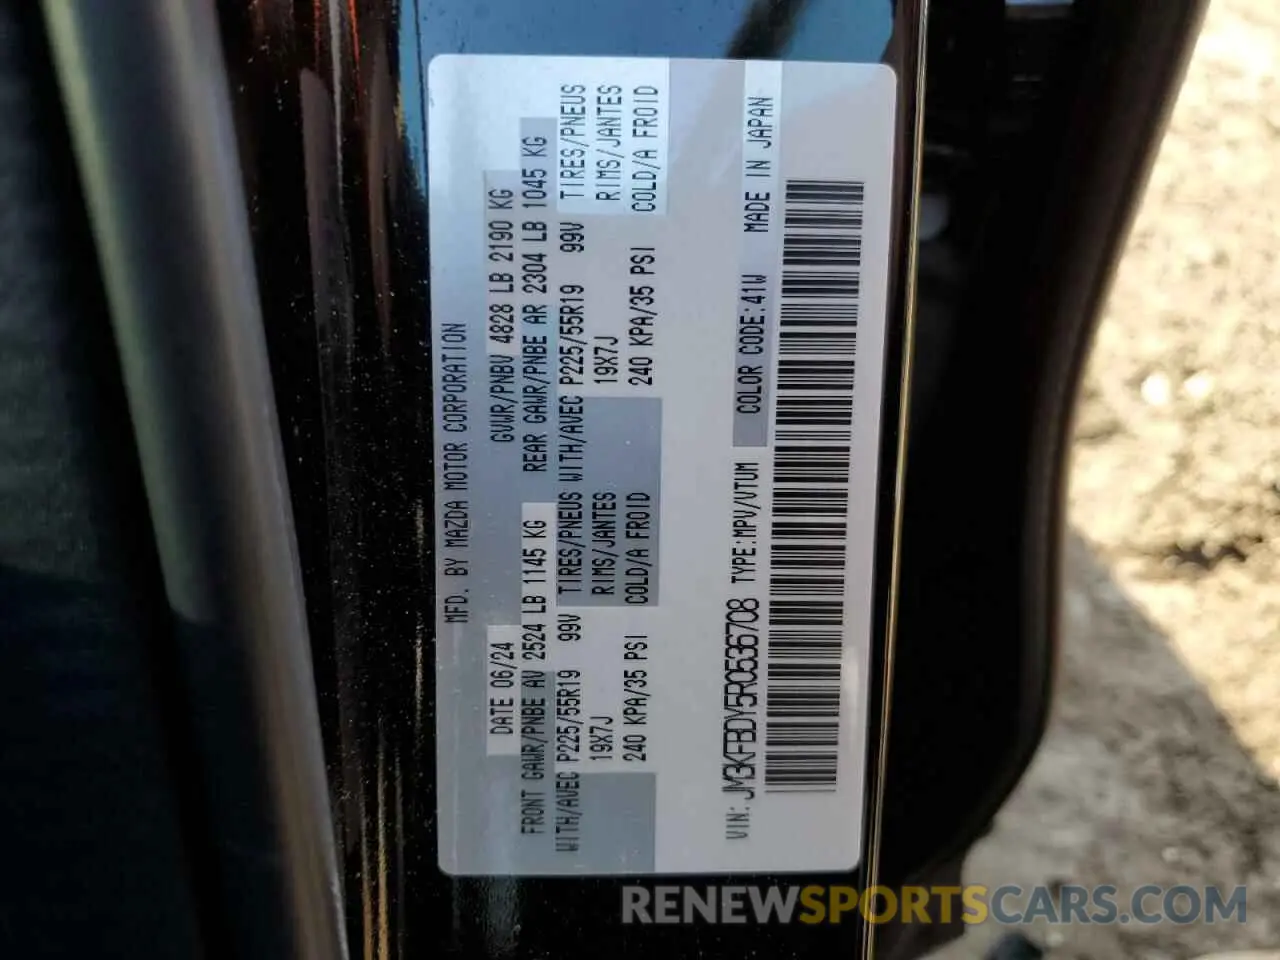 MFD. BY MAZDA MOTOR CORPORATION
DATE 06/24 GVWR/PNBV 4828 LB 2190 KG
FRONT GAWR/PNBE AV 2524 LB 1145 KG REAR GAWR/PNBE AR 2304 LB 1045 KG
WITH/AVEC P225/55R19 99V TIRES/PNEUS WITH/AVEC P225/55R19 99V TIRES/PNEUS
19X7J RIMS/JANTES 19X7J RIMS/JANTES
240 KPA/35 PSI COLD/A FROID 240 KPA/35 PSI COLD/A FROID
VIN: JM3KFBDY5R0536708 TYPE:MPV/VTUM COLOR CODE:41W MADE IN JAPAN
RENEWSPORTSCARS.COM